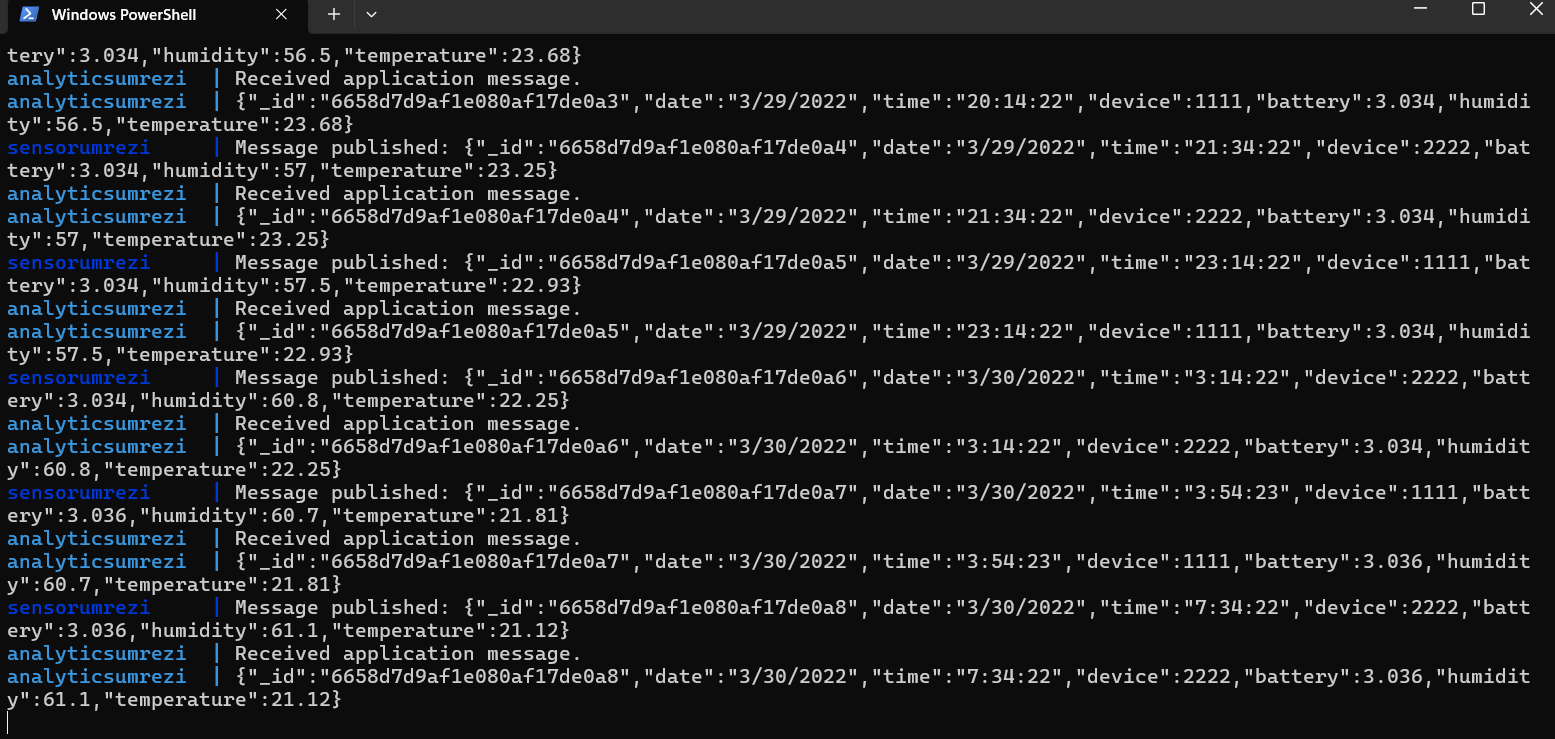 Windows PowerShell
tery":3.034,"humidity":56.5,"temperature":23.68}
analyticsumrezi | Received application message.
analyticsumrezi | {"_id":"6658d7d9af1e080af17de0a3","date":"3/29/2022","time":"20:14:22","device":1111,"battery":3.034,"humidi
ty":56.5,"temperature":23.68}
sensorumrezi | Message published: {"_id":"6658d7d9af1e080af17de0a4","date":"3/29/2022","time":"21:34:22","device":2222,"bat
tery":3.034,"humidity":57,"temperature":23.25}
analyticsumrezi | Received application message.
analyticsumrezi | {"_id":"6658d7d9af1e080af17de0a4","date":"3/29/2022","time":"21:34:22","device":2222,"battery":3.034,"humidi
ty":57,"temperature":23.25}
sensorumrezi | Message published: {"_id":"6658d7d9af1e080af17de0a5","date":"3/29/2022","time":"23:14:22","device":1111,"bat
tery":3.034,"humidity":57.5,"temperature":22.93}
analyticsumrezi | Received application message.
analyticsumrezi | {"_id":"6658d7d9af1e080af17de0a5","date":"3/29/2022","time":"23:14:22","device":1111,"battery":3.034,"humidi
ty":57.5,"temperature":22.93}
sensorumrezi | Message published: {"_id":"6658d7d9af1e080af17de0a6","date":"3/30/2022","time":"3:14:22","device":2222,"batt
ery":3.034,"humidity":60.8,"temperature":22.25}
analyticsumrezi | Received application message.
analyticsumrezi | {"_id":"6658d7d9af1e080af17de0a6","date":"3/30/2022","time":"3:14:22","device":2222,"battery":3.034,"humidit
y":60.8,"temperature":22.25}
sensorumrezi | Message published: {"_id":"6658d7d9af1e080af17de0a7","date":"3/30/2022","time":"3:54:23","device":1111,"batt
ery":3.036,"humidity":60.7,"temperature":21.81}
analyticsumrezi | Received application message.
analyticsumrezi | {"_id":"6658d7d9af1e080af17de0a7","date":"3/30/2022","time":"3:54:23","device":1111,"battery":3.036,"humidit
y":60.7,"temperature":21.81}
sensorumrezi | Message published: {"_id":"6658d7d9af1e080af17de0a8","date":"3/30/2022","time":"7:34:22","device":2222,"batt
ery":3.036,"humidity":61.1,"temperature":21.12}
analyticsumrezi | Received application message.
analyticsumrezi | {"_id":"6658d7d9af1e080af17de0a8","date":"3/30/2022","time":"7:34:22","device":2222,"battery":3.036,"humidit
y":61.1,"temperature":21.12}